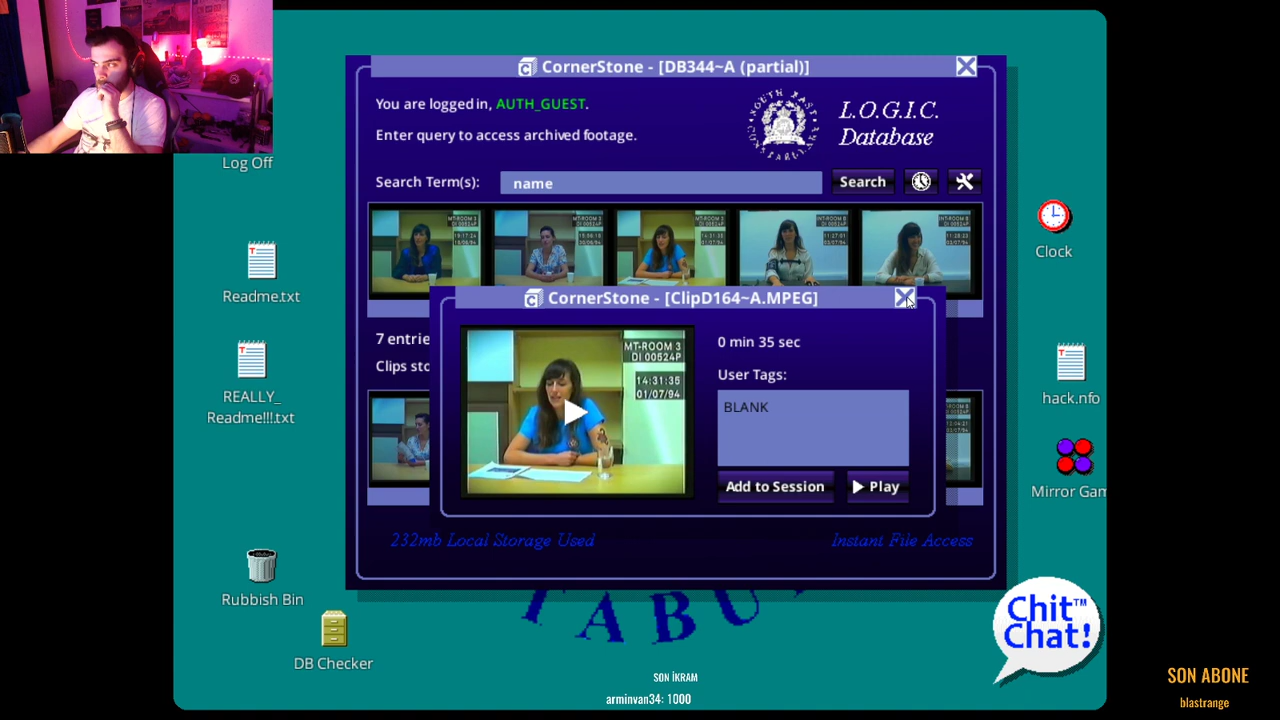 CornerStone - [DB344~A (partial)]
You are logged in, AUTH_GUEST.
Enter query to access archived footage.
L.O.G.I.C.
Database
Log Off
Search Term(s):
name
Search
Clock
Readme.txt
CornerStone - [ClipD164~A.MPEG]
7 entrie
Clips sto
MT-ROOM 3
DI 00524P
14:31:35
01/07/94
0 min 35 sec
User Tags:
BLANK
Add to Session
Play
REALLY_
Readme!!!.txt
hack.nfo
Mirror Gam
232mb Local Storage Used
Instant File Access
Rubbish Bin
DB Checker
TABU
Chit
Chat!
™
SON İKRAM
arminvan34: 1000
SON ABONE
blastrange